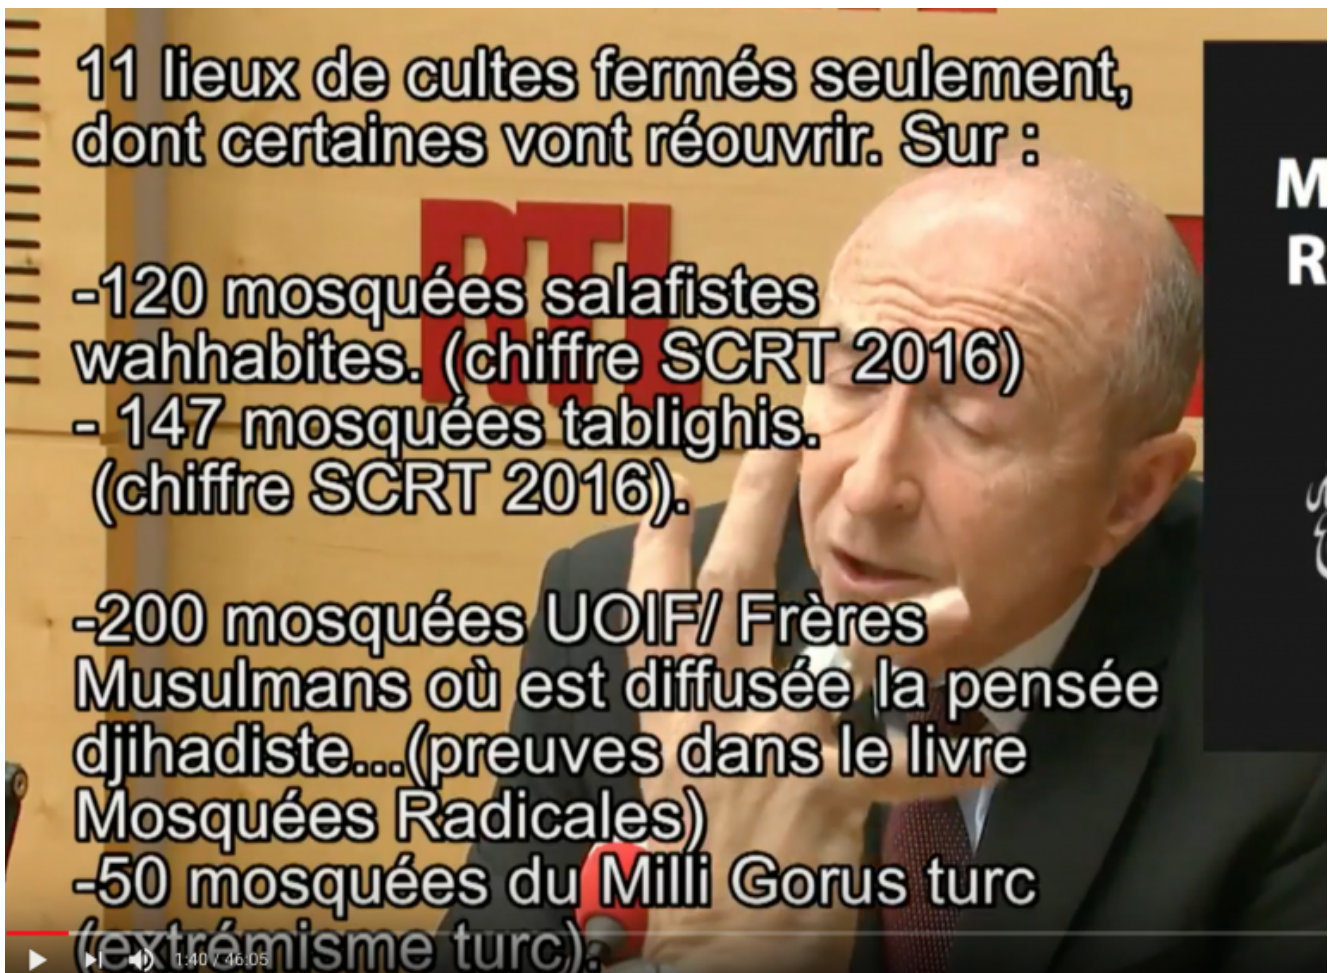 11 lieux de cultes fermés seulement,
dont certaines vont réouvrir. Sur :
RTL
M
R
-120 mosquées salafistes
wahhabites. (chiffre SCRT 2016)
- 147 mosquées tablighis.
(chiffre SCRT 2016).
-200 mosquées UOIF/ Frères
Musulmans où est diffusée la pensée
djihadiste...(preuves dans le livre
Mosquées Radicales)
-50 mosquées du Milli Gorus turc
(extrémisme turc).
1:40 / 46:05